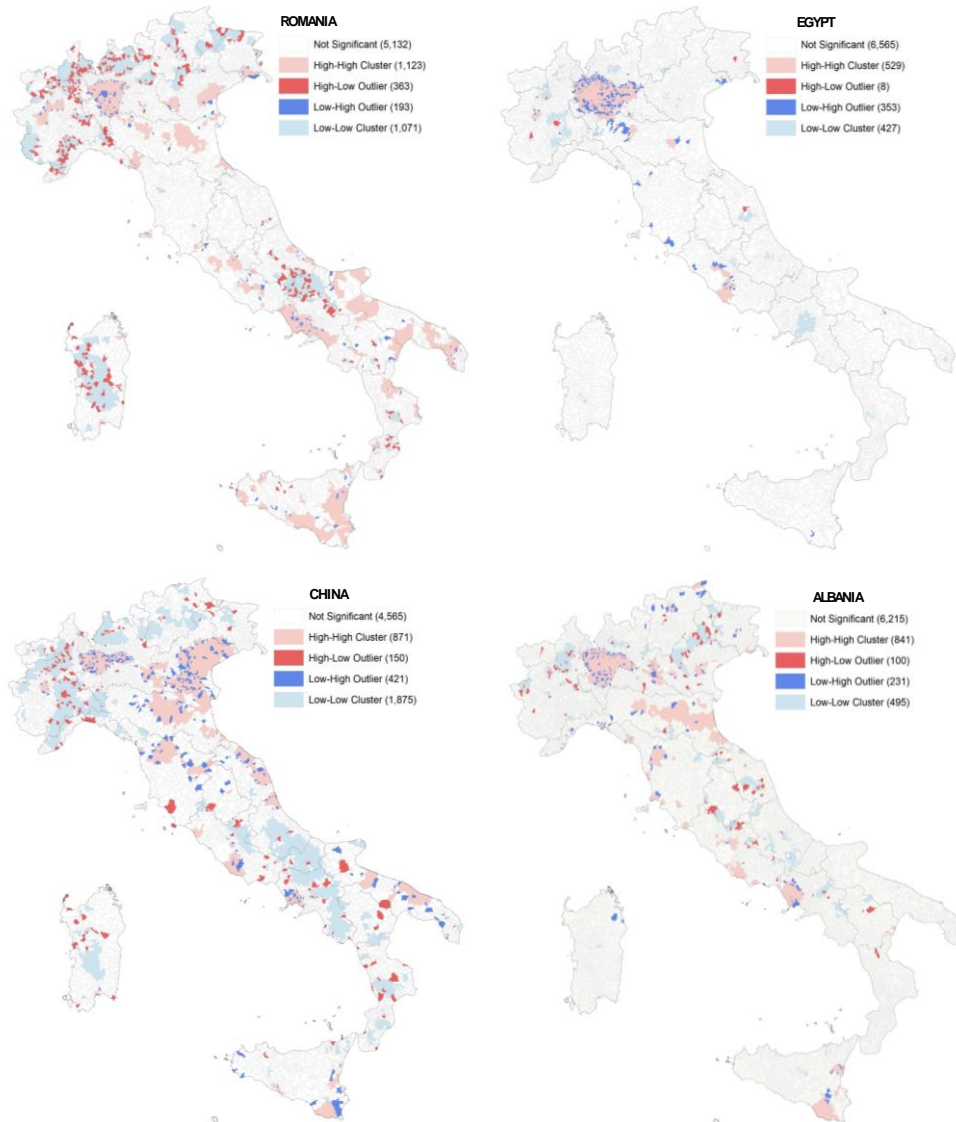 ROMANIA
Not Significant (5,132)
High-High Cluster (1,123)
High-Low Outlier (363)
Low-High Outlier (193)
Low-Low Cluster (1,071)
EGYPT
Not Significant (6,565)
High-High Cluster (529)
High-Low Outlier (8)
Low-High Outlier (353)
Low-Low Cluster (427)
CHINA
Not Significant (4,565)
High-High Cluster (871)
High-Low Outlier (150)
Low-High Outlier (421)
Low-Low Cluster (1,875)
ALBANIA
Not Significant (6,215)
High-High Cluster (841)
High-Low Outlier (100)
Low-High Outlier (231)
Low-Low Cluster (495)